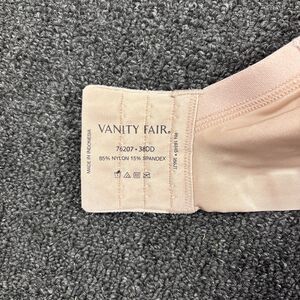 VANITY FAIR®
76207 • 38DD
85% NYLON 15% SPANDEX
MADE IN INDONESIA